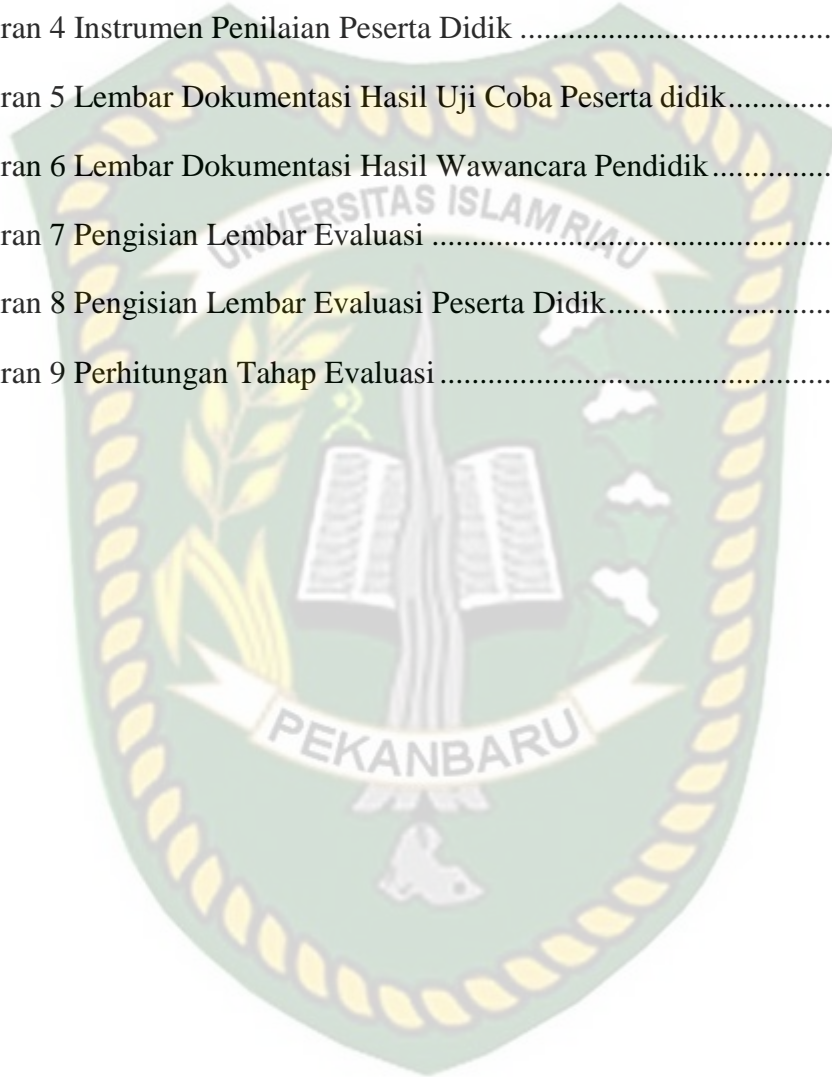 ran 4 Instrumen Penilaian Peserta Didik ......................................
ran 5 Lembar Dokumentasi Hasil Uji Coba Peserta didik.............
ran 6 Lembar Dokumentasi Hasil Wawancara Pendidik...............
UNIVERSITAS ISLAM RIAU
ran 7 Pengisian Lembar Evaluasi .................................................
ran 8 Pengisian Lembar Evaluasi Peserta Didik...........................
ran 9 Perhitungan Tahap Evaluasi................................................
PEKANBARU